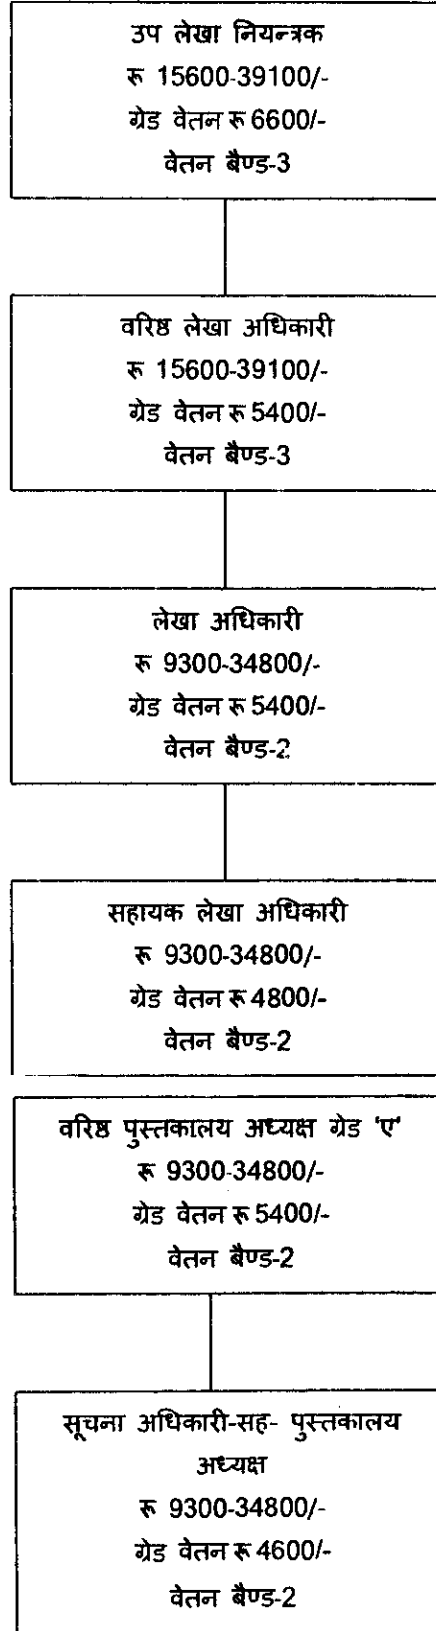 उप लेखा नियन्त्रक
रू 15600-39100/-
ग्रेड वेतन रू 6600/-
वेतन बैण्ड-3
वरिष्ठ लेखा अधिकारी
रू 15600-39100/-
ग्रेड वेतन रू 5400/-
वेतन बैण्ड-3
लेखा अधिकारी
रू 9300-34800/-
ग्रेड वेतन रू 5400/-
वेतन बैण्ड-2
सहायक लेखा अधिकारी
रू 9300-34800/-
ग्रेड वेतन रू 4800/-
वेतन बैण्ड-2
वरिष्ठ पुस्तकालय अध्यक्ष ग्रेड 'ए'
रू 9300-34800/-
ग्रेड वेतन रू 5400/-
वेतन बैण्ड-2
सूचना अधिकारी-सह- पुस्तकालय
अध्यक्ष
रू 9300-34800/-
ग्रेड वेतन रू 4600/-
वेतन बैण्ड-2